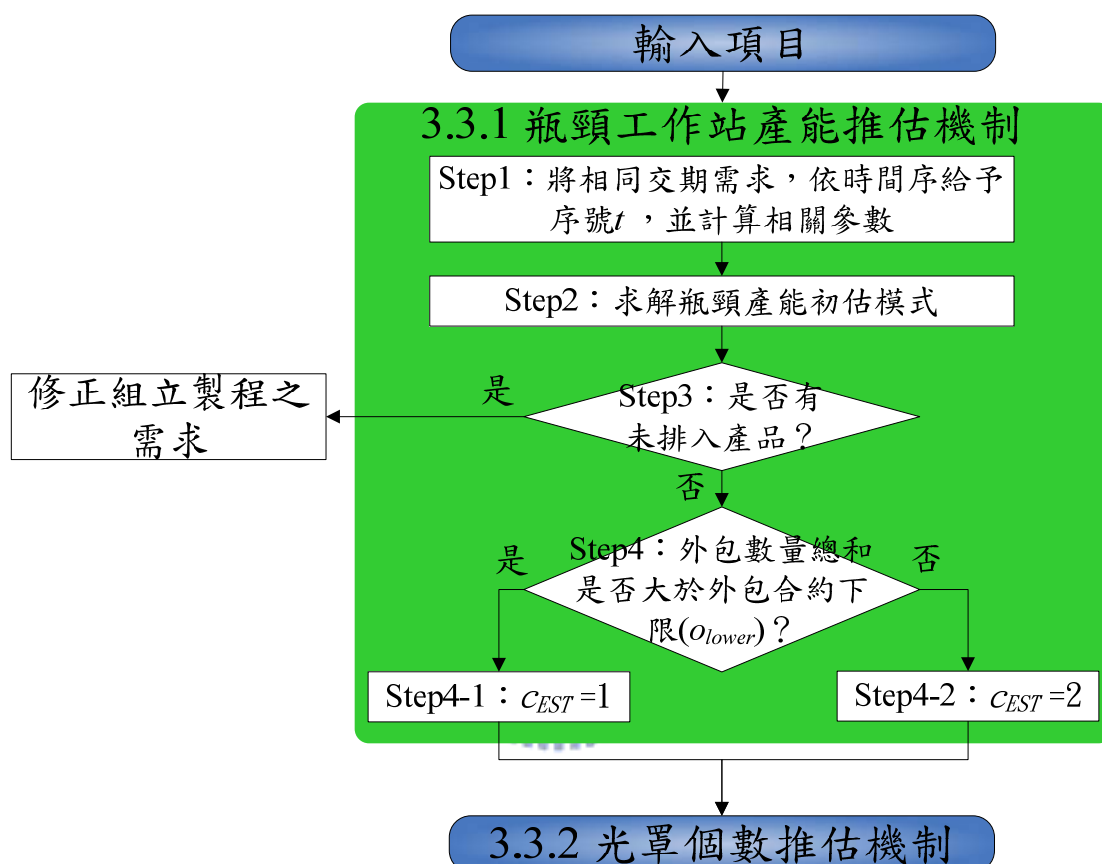 輸入項目
3.3.1 瓶頸工作站產能推估機制
Step1：將相同交期需求，依時間序給予
序號t ，並計算相關參數
Step2：求解瓶頸產能初估模式
是
Step3：是否有
未排入產品？
修正組立製程之
需求
否
是
Step4：外包數量總和
是否大於外包合約下
限(olower)？
否
Step4-1：cEST =1
Step4-2：cEST =2
3.3.2 光罩個數推估機制